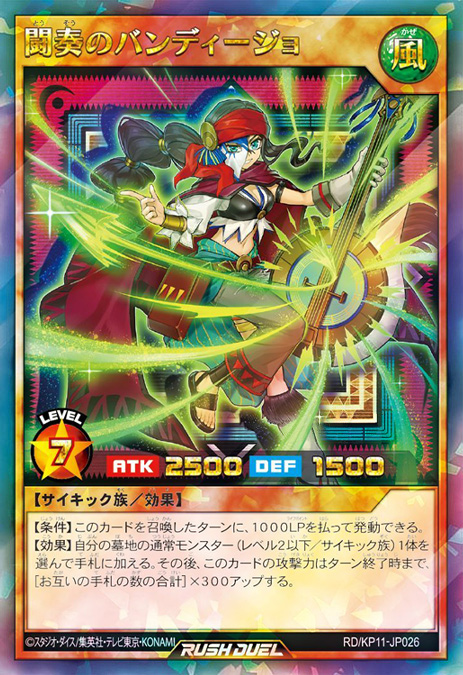 闘奏のバンディージョ
とう そう
風
かぜ
LEVEL
7
ATK 2500 DEF 1500
【サイキック族／効果】
【条件】このカードを召喚したターンに、1000LPを払って発動できる。
【効果】自分の墓地の通常モンスター（レベル2以下／サイキック族）1体を
選んで手札に加える。その後、このカードの攻撃力はターン終了時まで、
[お互いの手札の数の合計]×300アップする。
©スタジオ・ダイス/集英社・テレビ東京・KONAMI
RUSH DUEL
RD/KP11-JP026